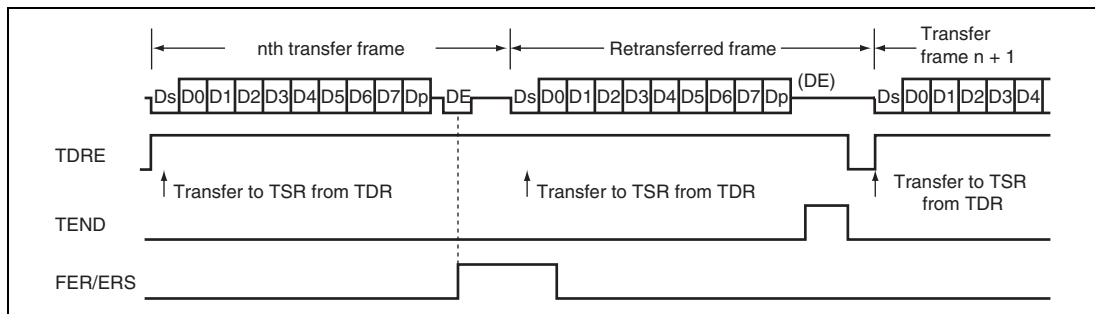 nth transfer frame
Retransferred frame
Transfer
frame n + 1
Ds D0 D1 D2 D3 D4 D5 D6 D7 Dp DE Ds D0 D1 D2 D3 D4 D5 D6 D7 Dp (DE) Ds D0 D1 D2 D3 D4
TDRE
Transfer to TSR from TDR
Transfer to TSR from TDR
Transfer to TSR
from TDR
TEND
FER/ERS